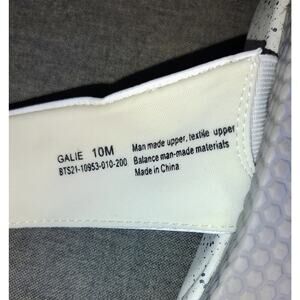 GALIE 10M
BTS21-10953-010-200
Man made upper, textile upper
Balance man-made materials
Made in China